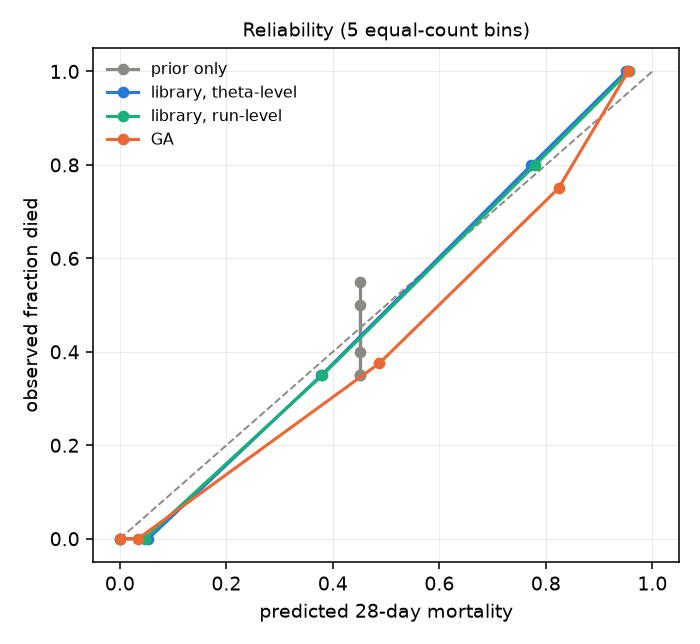 Reliability (5 equal-count bins)
prior only
library, theta-level
library, run-level
GA
observed fraction died
1.0
0.8
0.6
0.4
0.2
0.0
0.0 0.2 0.4 0.6 0.8 1.0
predicted 28-day mortality